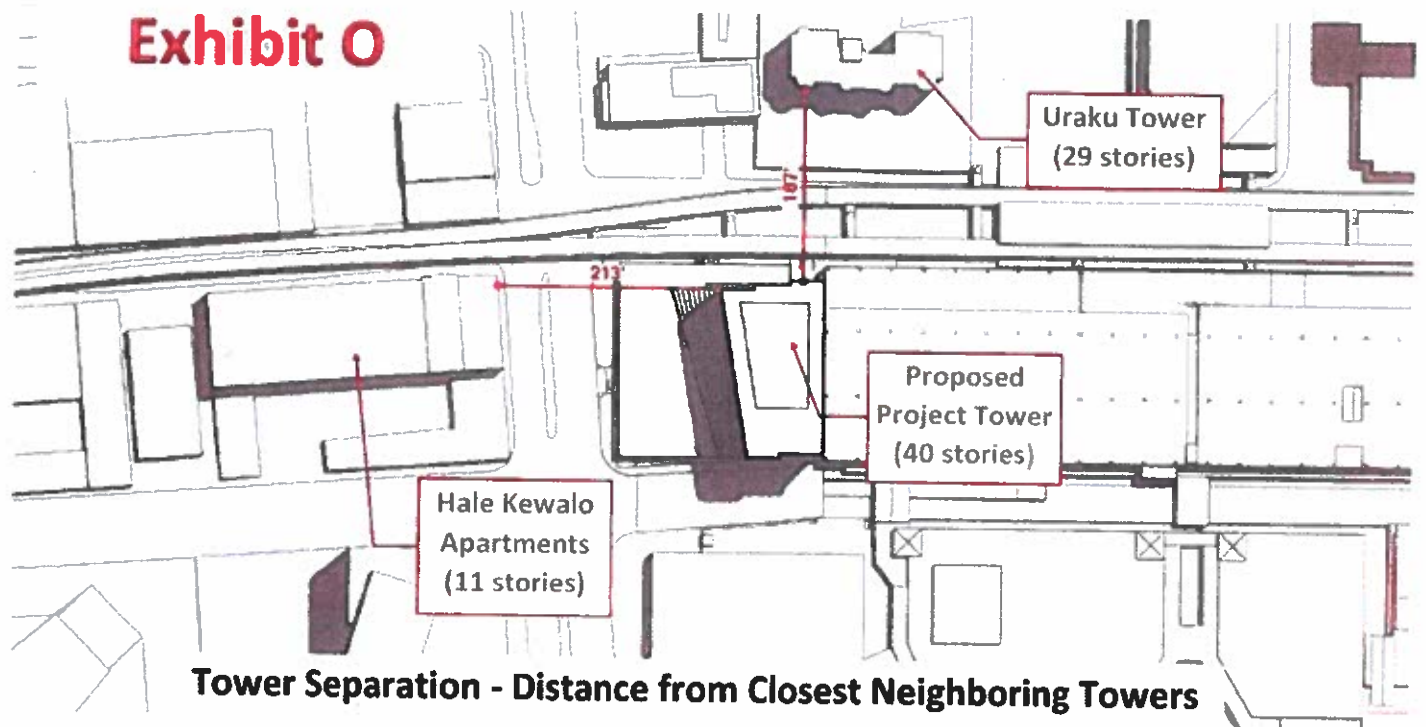 Exhibit O
Uraku Tower
(29 stories)
187'
213'
Proposed
Project Tower
(40 stories)
Hale Kewalo
Apartments
(11 stories)
Tower Separation - Distance from Closest Neighboring Towers